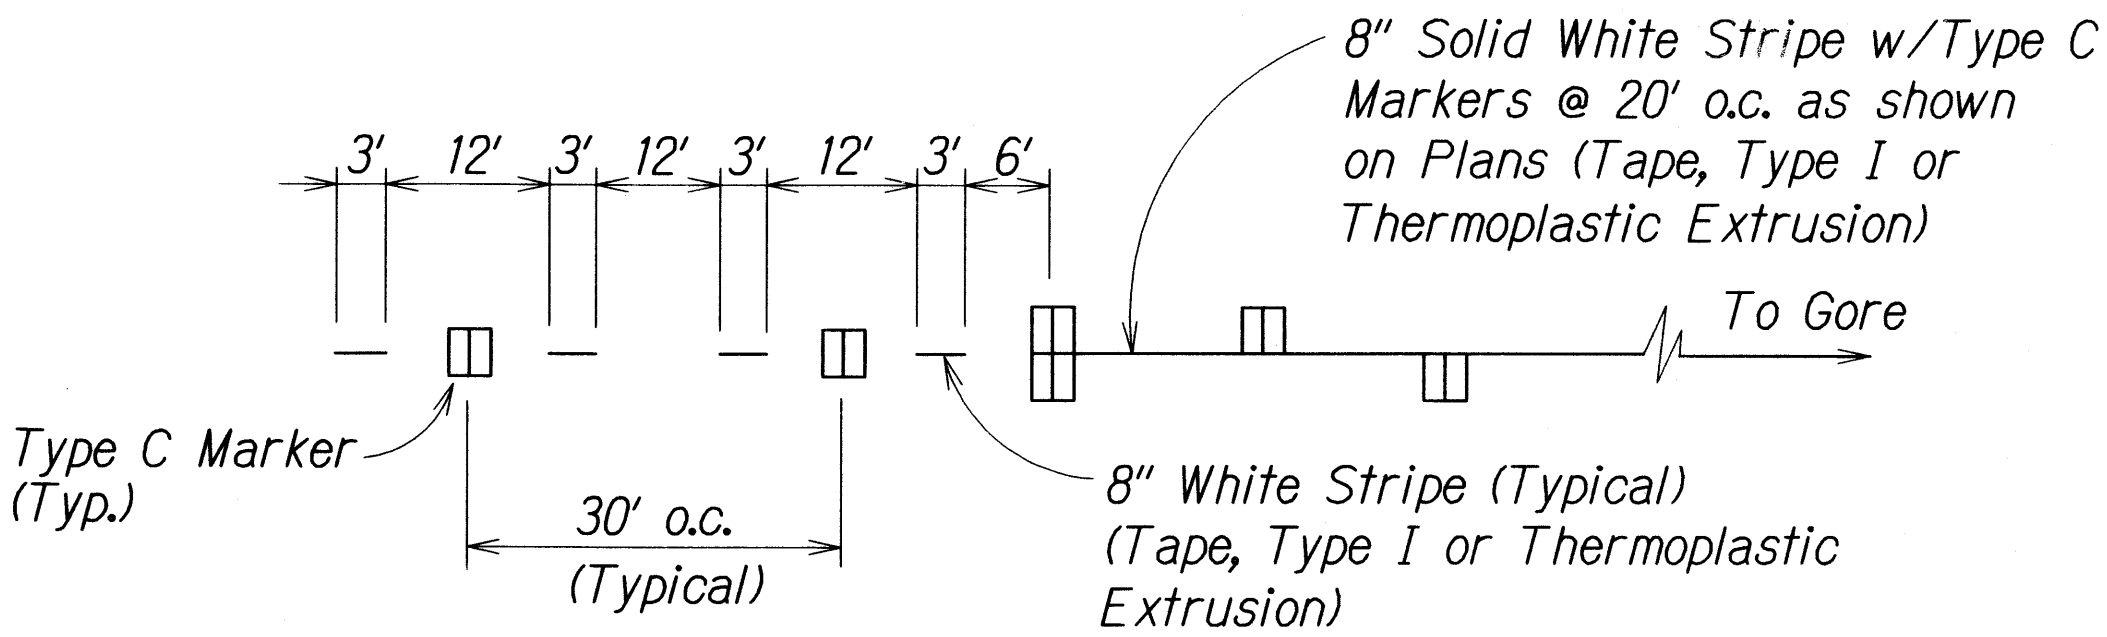 8" Solid White Stripe w/Type C
Markers @ 20' o.c. as shown
on Plans (Tape, Type I or
Thermoplastic Extrusion)
3' 12' 3' 12' 3' 12' 3' 6'
To Gore
Type C Marker
(Typ.)
30' o.c.
(Typical)
8" White Stripe (Typical)
(Tape, Type I or Thermoplastic
Extrusion)